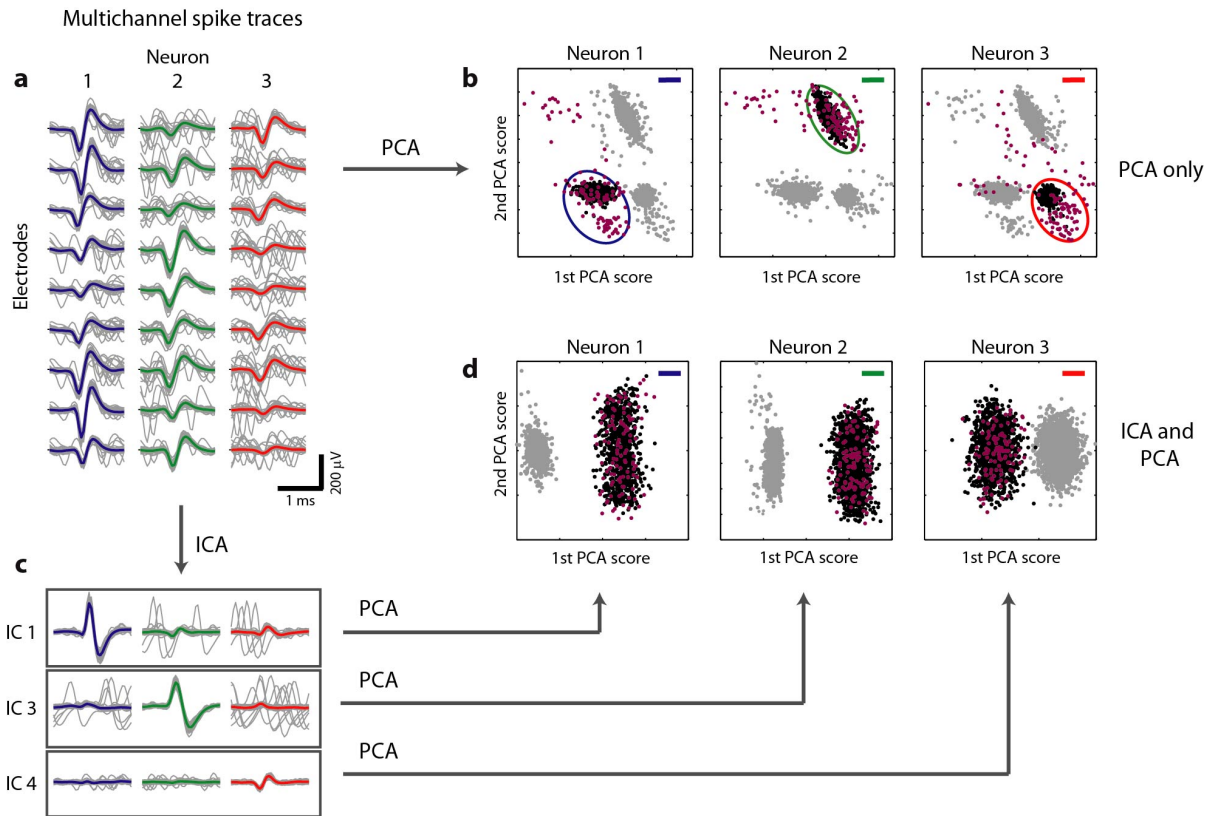 Multichannel spike traces
a
Neuron
1 2 3
Electrodes
1 ms
200 µV
PCA
b
Neuron 1
Neuron 2
Neuron 3
2nd PCA score
1st PCA score
1st PCA score
1st PCA score
PCA only
d
Neuron 1
Neuron 2
Neuron 3
2nd PCA score
1st PCA score
1st PCA score
1st PCA score
ICA and
PCA
ICA
c
IC 1
PCA
IC 3
PCA
IC 4
PCA